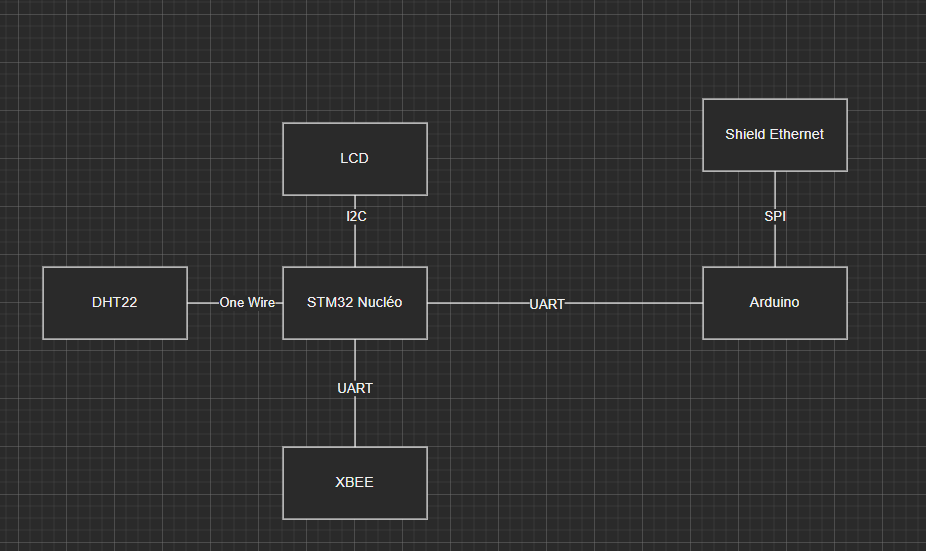 Shield Ethernet
LCD
I2C
SPI
DHT22
One Wire
STM32 Nucléo
UART
Arduino
UART
XBEE